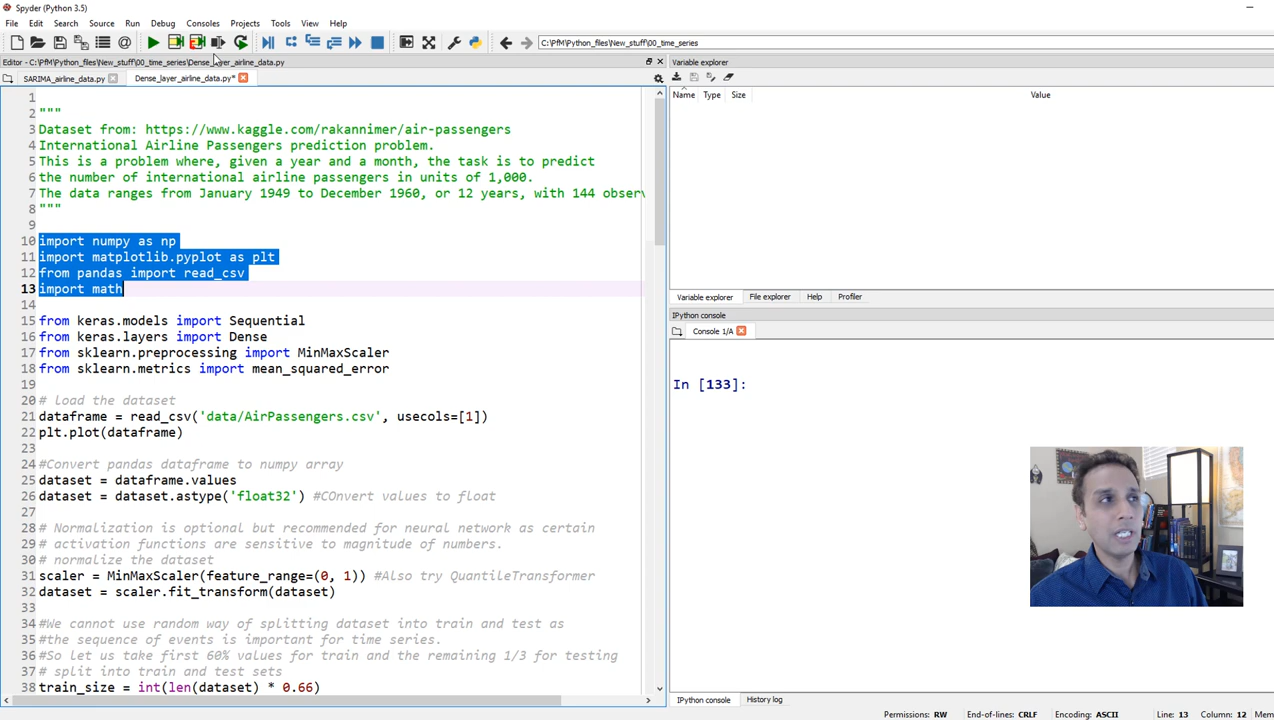 Spyder (Python 3.5)
File Edit Search Source Run Debug Consoles Projects Tools View Help
C:\PfM\Python_files\New_stuff\00_time_series
Editor - C:\PfM\Python_files\New_stuff\00_time_series\Dense_layer_airline_data.py
SARIMA_airline_data.py
Dense_layer_airline_data.py*
1
2 """
3 Dataset from: https://www.kaggle.com/rakannimer/air-passengers
4 International Airline Passengers prediction problem.
5 This is a problem where, given a year and a month, the task is to predict
6 the number of international airline passengers in units of 1,000.
7 The data ranges from January 1949 to December 1960, or 12 years, with 144 obser
8 """
9
10 import numpy as np
11 import matplotlib.pyplot as plt
12 from pandas import read_csv
13 import math
14
15 from keras.models import Sequential
16 from keras.layers import Dense
17 from sklearn.preprocessing import MinMaxScaler
18 from sklearn.metrics import mean_squared_error
19
20 # load the dataset
21 dataframe = read_csv('data/AirPassengers.csv', usecols=[1])
22 plt.plot(dataframe)
23
24 #Convert pandas dataframe to numpy array
25 dataset = dataframe.values
26 dataset = dataset.astype('float32') #COnvert values to float
27
28 # Normalization is optional but recommended for neural network as certain
29 # activation functions are sensitive to magnitude of numbers.
30 # normalize the dataset
31 scaler = MinMaxScaler(feature_range=(0, 1)) #Also try QuantileTransformer
32 dataset = scaler.fit_transform(dataset)
33
34 #We cannot use random way of splitting dataset into train and test as
35 #the sequence of events is important for time series.
36 #So let us take first 60% values for train and the remaining 1/3 for testing
37 # split into train and test sets
38 train_size = int(len(dataset) * 0.66)
Variable explorer
Name Type Size Value
Variable explorer File explorer Help Profiler
IPython console
Console 1/A
In [133]:
IPython console History log
Permissions: RW End-of-lines: CRLF Encoding: ASCII Line: 13 Column: 12 Mem